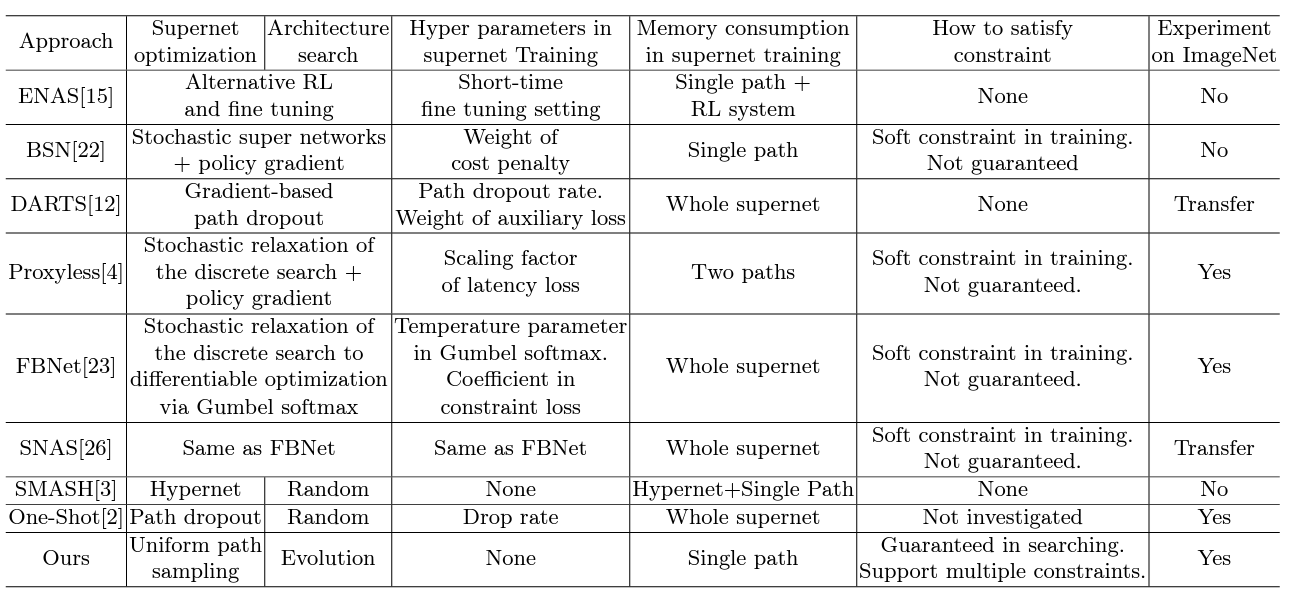 Approach
Supernet
optimization
Architecture
search
Hyper parameters in
supernet Training
Memory consumption
in supernet training
How to satisfy
constraint
Experiment
on ImageNet
ENAS[15]
Alternative RL
and fine tuning
Short-time
fine tuning setting
Single path +
RL system
None
No
BSN[22]
Stochastic super networks
+ policy gradient
Weight of
cost penalty
Single path
Soft constraint in training.
Not guaranteed
No
DARTS[12]
Gradient-based
path dropout
Path dropout rate.
Weight of auxiliary loss
Whole supernet
None
Transfer
Proxyless[4]
Stochastic relaxation of
the discrete search +
policy gradient
Scaling factor
of latency loss
Two paths
Soft constraint in training.
Not guaranteed.
Yes
FBNet[23]
Stochastic relaxation of
the discrete search to
differentiable optimization
via Gumbel softmax
Temperature parameter
in Gumbel softmax.
Coefficient in
constraint loss
Whole supernet
Soft constraint in training.
Not guaranteed.
Yes
SNAS[26]
Same as FBNet
Same as FBNet
Whole supernet
Soft constraint in training.
Not guaranteed.
Transfer
SMASH[3]
Hypernet
Random
None
Hypernet+Single Path
None
No
One-Shot[2]
Path dropout
Random
Drop rate
Whole supernet
Not investigated
Yes
Ours
Uniform path
sampling
Evolution
None
Single path
Guaranteed in searching.
Support multiple constraints.
Yes